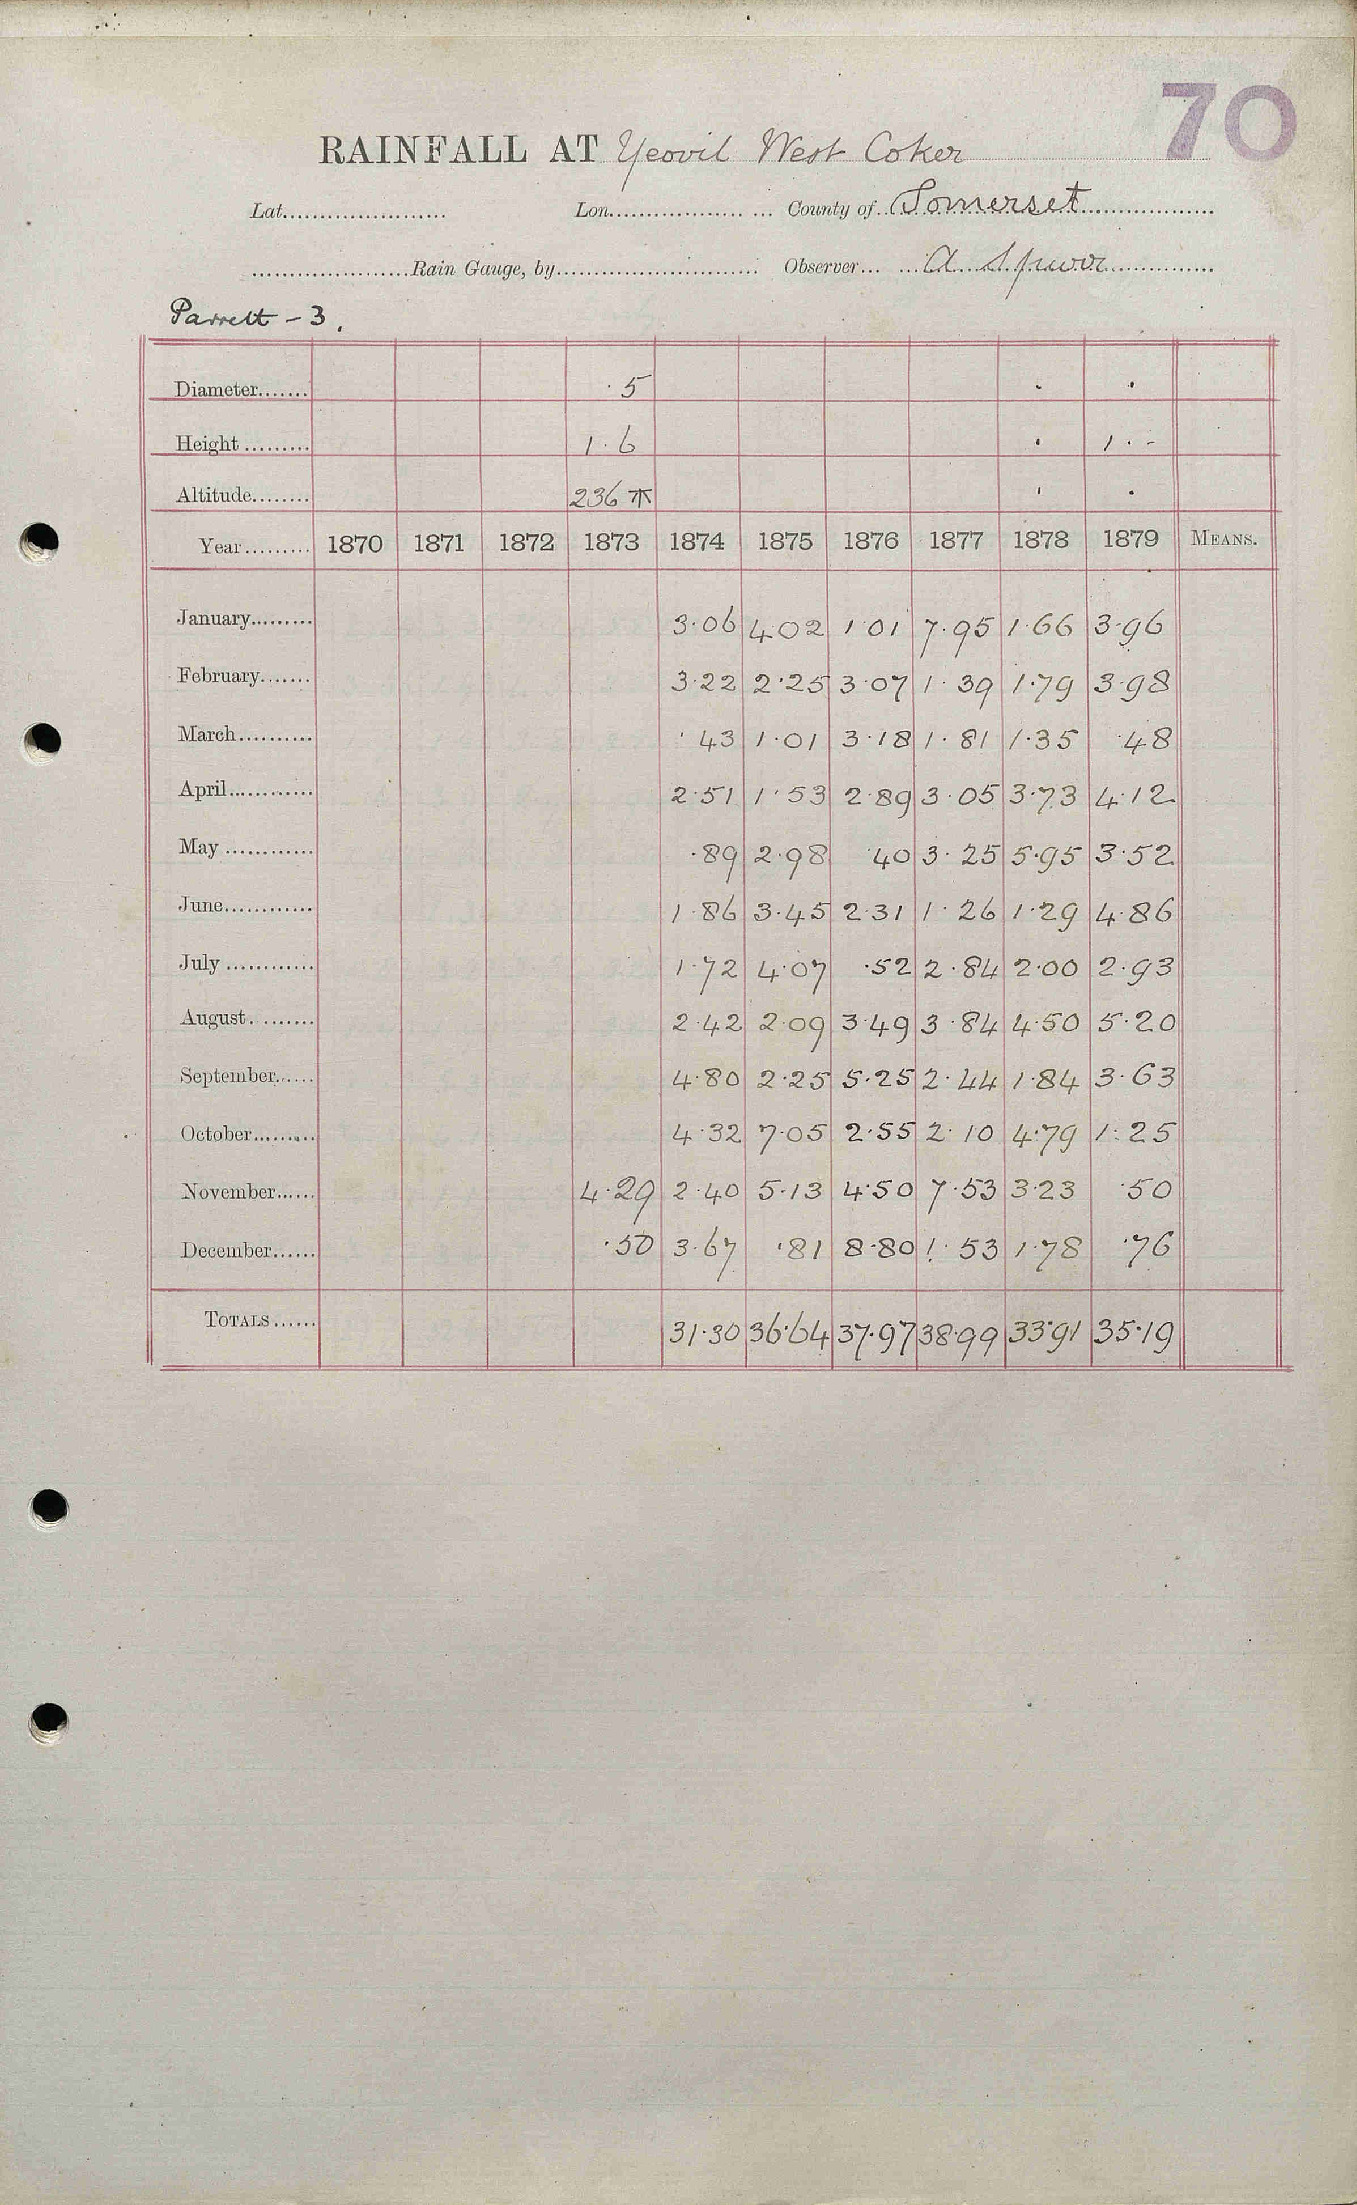 70
RAINFALL AT Yeovil West Coker
Lat. Lon. County of Somerset
Rain Gauge, by Observer A Spurr
Parrett - 3.
Diameter ·5
Height 1·6 1·-
Altitude 236
Year 1870 1871 1872 1873 1874 1875 1876 1877 1878 1879 MEANS.
January 3·06 4·02 1·01 7·95 1·66 3·96
February 3·22 2·25 3·07 1·39 1·79 3·98
March ·43 1·01 3·18 1·81 1·35 ·48
April 2·51 1·53 2·89 3·05 3·73 4·12
May ·89 2·98 ·40 3·25 5·95 3·52
June 1·86 3·45 2·31 1·26 1·29 4·86
July 1·72 4·07 ·52 2·84 2·00 2·93
August 2·42 2·09 3·49 3·84 4·50 5·20
September 4·80 2·25 5·25 2·44 1·84 3·63
October 4·32 7·05 2·55 2·10 4·79 1·25
November 4·29 2·40 5·13 4·50 7·53 3·23 ·50
December ·50 3·67 ·81 8·80 1·53 1·78 ·76
TOTALS 31·30 36·64 37·97 38·99 33·91 35·19